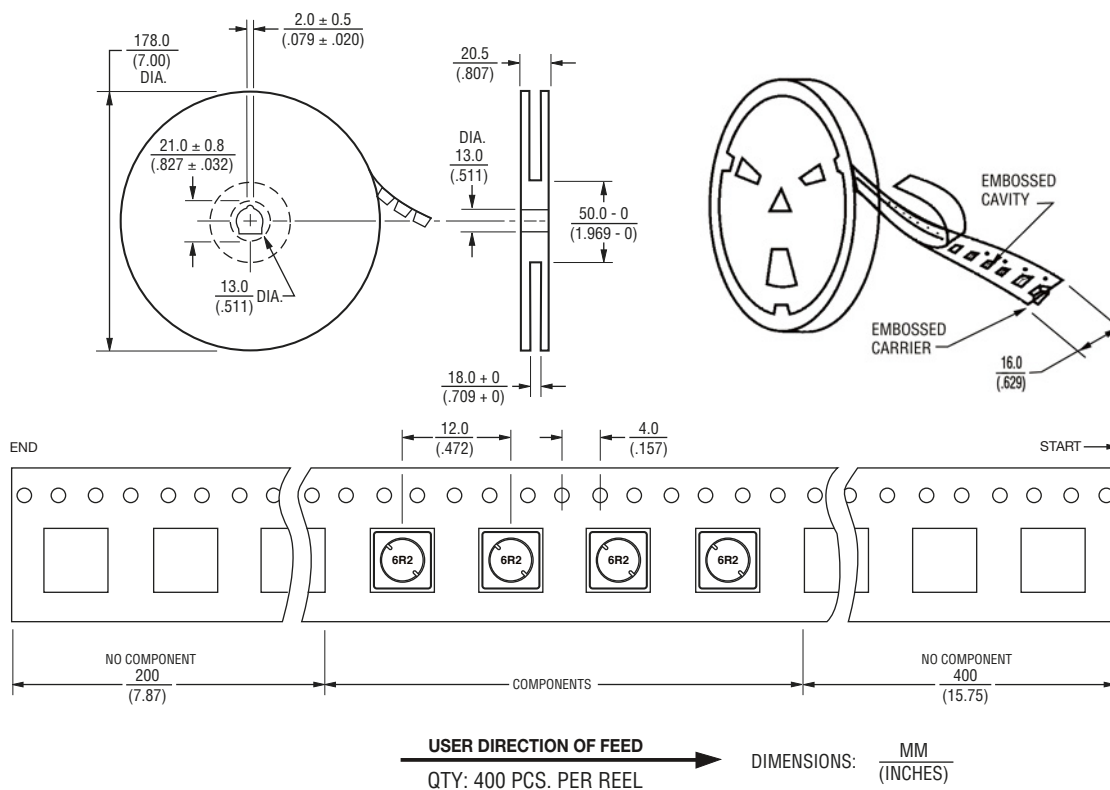 2.0 ± 0.5
(.079 ± .020)
178.0
(7.00)
DIA.
20.5
(.807)
21.0 ± 0.8
(.827 ± .032)
DIA.
13.0
(.511)
50.0 - 0
(1.969 - 0)
13.0
(.511)
DIA.
18.0 + 0
(.709 + 0)
EMBOSSED
CAVITY
EMBOSSED
CARRIER
16.0
(.629)
12.0
(.472)
4.0
(.157)
END
START
6R2
6R2
6R2
6R2
NO COMPONENT
200
(7.87)
COMPONENTS
NO COMPONENT
400
(15.75)
USER DIRECTION OF FEED
QTY: 400 PCS. PER REEL
DIMENSIONS:
MM
(INCHES)